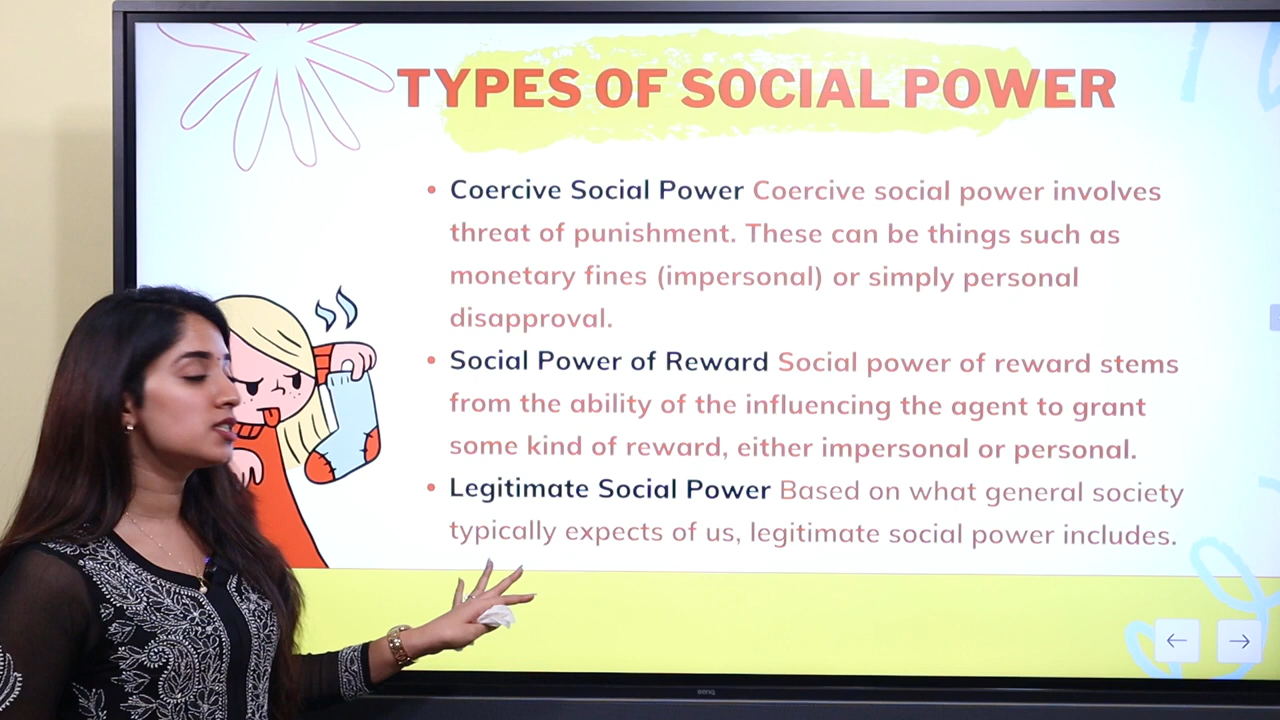 TYPES OF SOCIAL POWER
• Coercive Social Power Coercive social power involves
threat of punishment. These can be things such as
monetary fines (impersonal) or simply personal
disapproval.
• Social Power of Reward Social power of reward stems
from the ability of the influencing the agent to grant
some kind of reward, either impersonal or personal.
• Legitimate Social Power Based on what general society
typically expects of us, legitimate social power includes.
BenQ